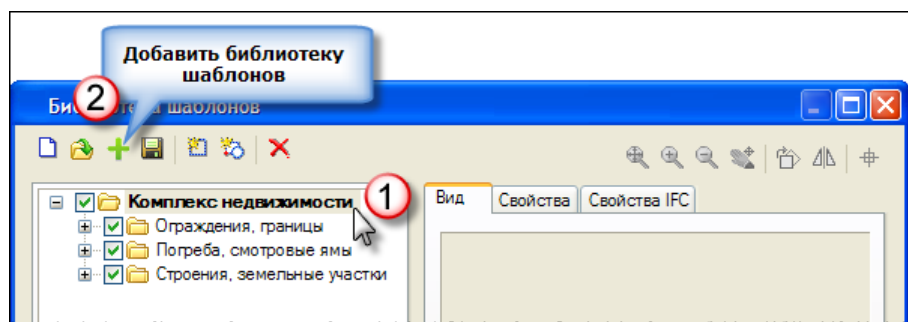 Добавить библиотеку
шаблонов
2
шаблонов
1
Комплекс недвижимости
Ограждения, границы
Погреба, смотровые ямы
Строения, земельные участки
Вид Свойства Свойства IFC